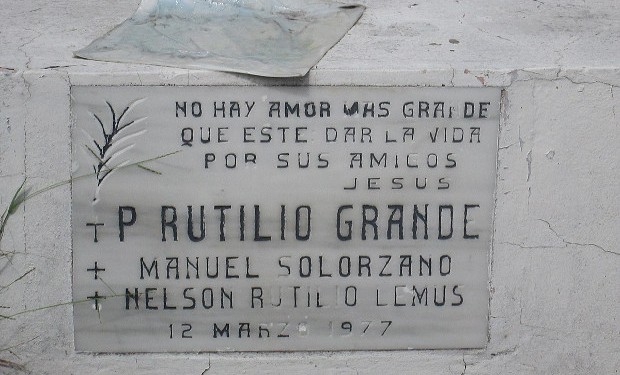 NO HAY AMOR MAS GRANDE
QUE ESTE DAR LA VIDA
POR SUS AMIGOS
JESUS
P RUTILIO GRANDE
MANUEL SOLORZANO
NELSON RUTILIO LEMUS
12 MARZO 1977